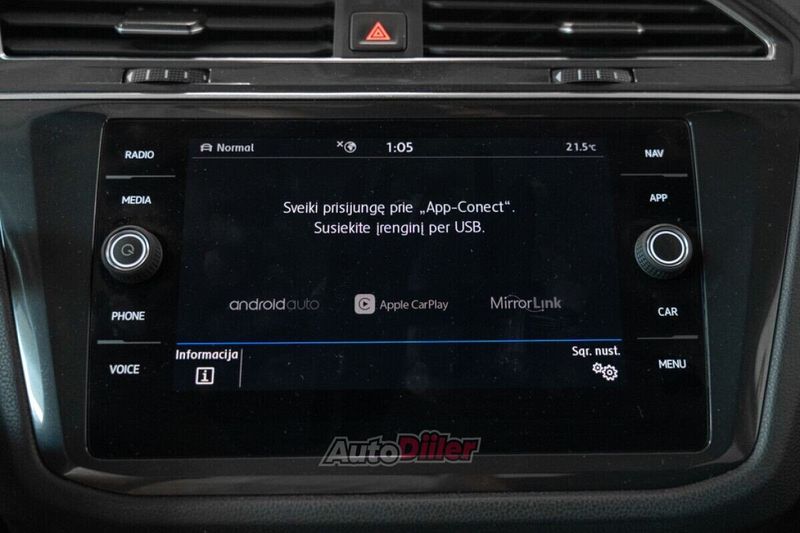 RADIO
MEDIA
PHONE
VOICE
Normal
1:05
21.5°C
Sveiki prisijungę prie „App-Conect“.
Susiekite įrenginį per USB.
androidauto
Apple CarPlay
MirrorLink
Informacija
Sąr. nust.
NAV
APP
CAR
MENU
AutoDiiler